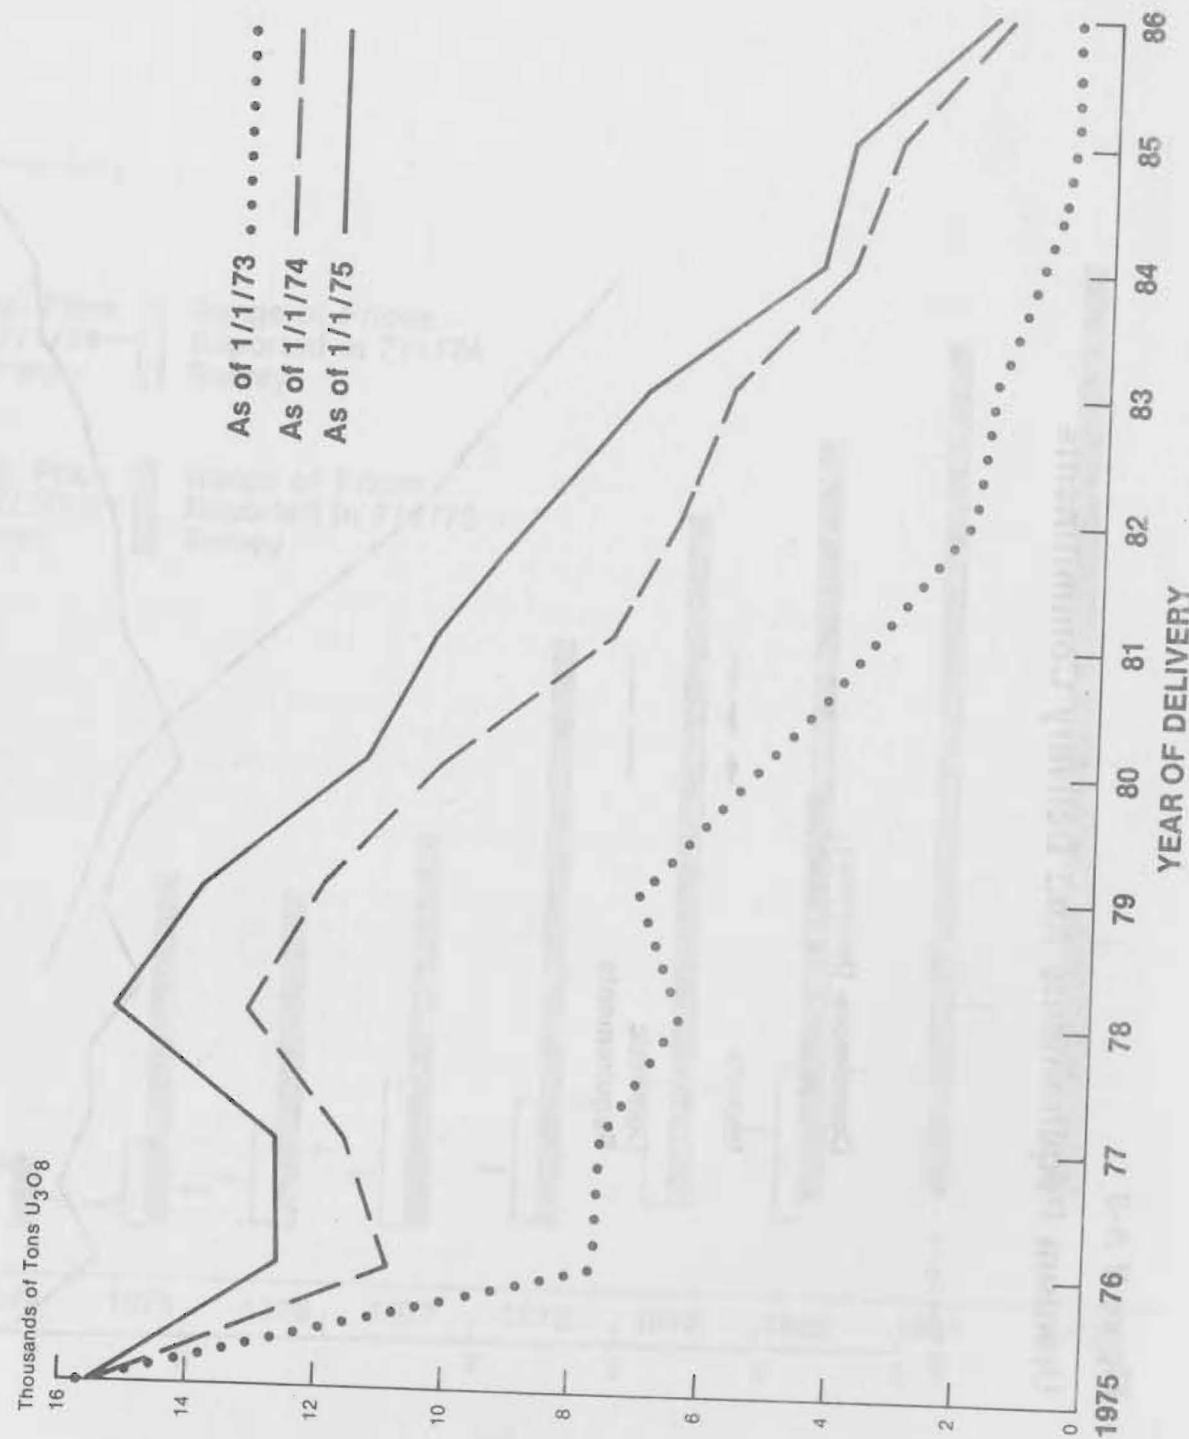 Thousands of Tons U₃O₈
16
14
12
10
8
6
4
2
0
As of 1/1/73
As of 1/1/74
As of 1/1/75
1975 76 77 78 79 80 81 82 83 84 85 86
YEAR OF DELIVERY